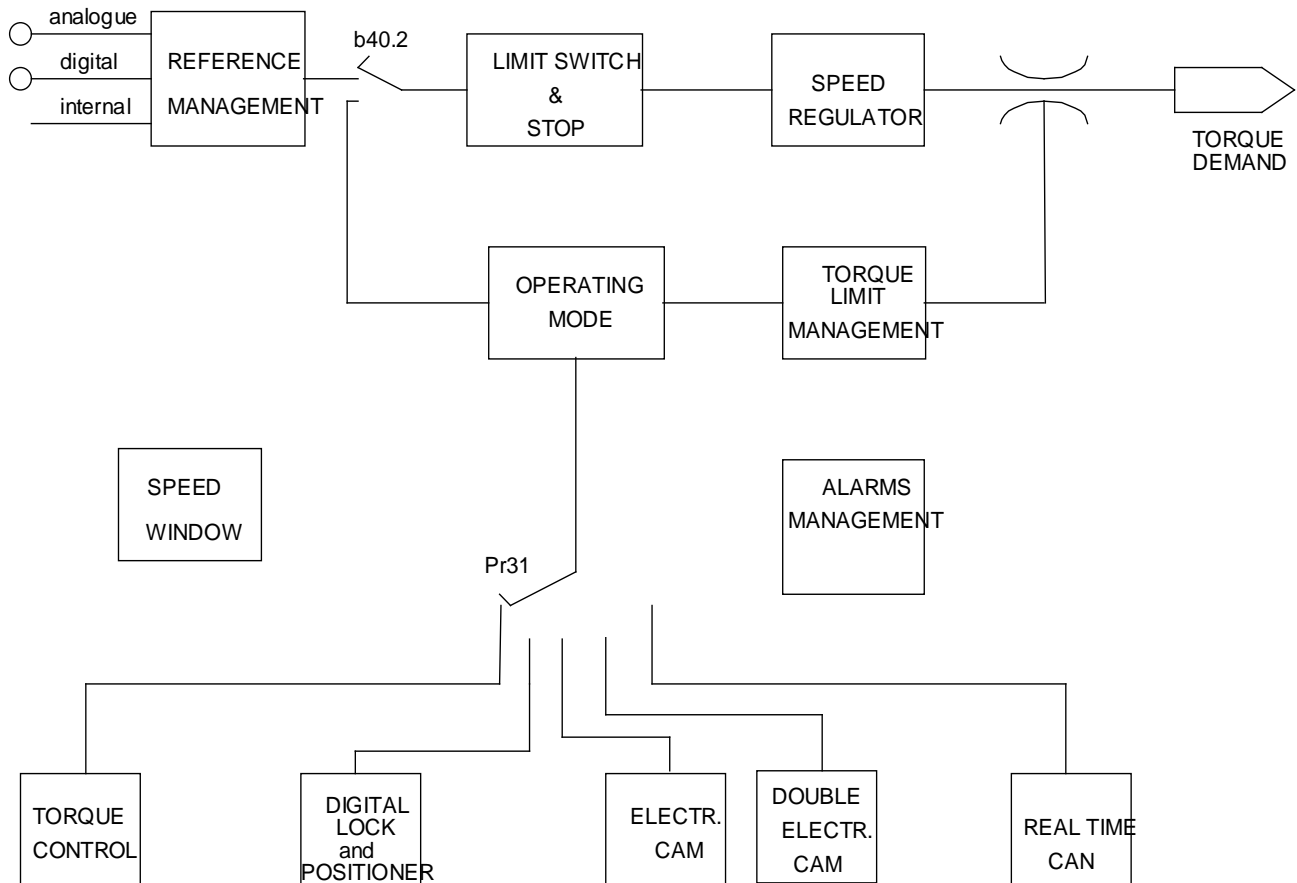 analogue
digital
internal
REFERENCE
MANAGEMENT
b40.2
LIMIT SWITCH
&
STOP
SPEED
REGULATOR
TORQUE
DEMAND
OPERATING
MODE
TORQUE
LIMIT
MANAGEMENT
SPEED
WINDOW
ALARMS
MANAGEMENT
Pr31
TORQUE
CONTROL
DIGITAL
LOCK
and
POSITIONER
ELECTR.
CAM
DOUBLE
ELECTR.
CAM
REAL TIME
CAN